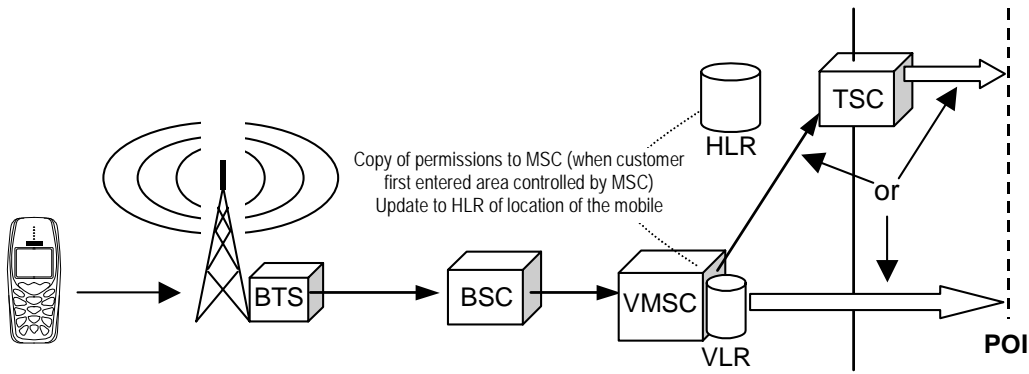 TSC
HLR
Copy of permissions to MSC (when customer
first entered area controlled by MSC)
Update to HLR of location of the mobile
or
BTS
BSC
VMSC
VLR
POI